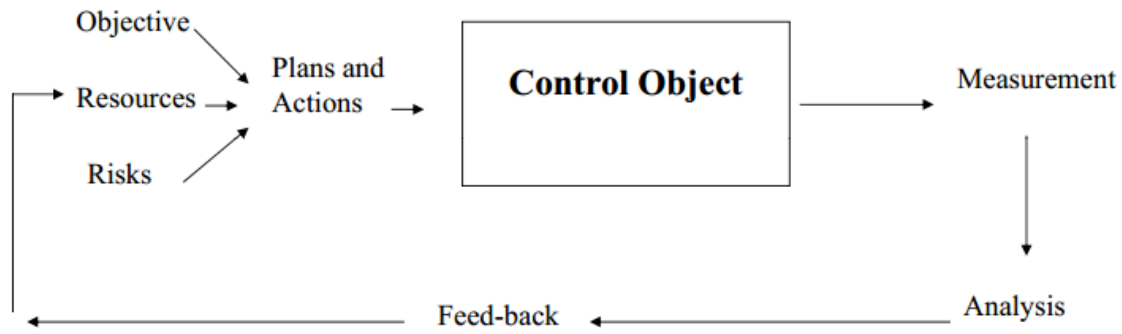 Objective
Resources
Risks
Plans and
Actions
Control Object
Measurement
Analysis
Feed-back